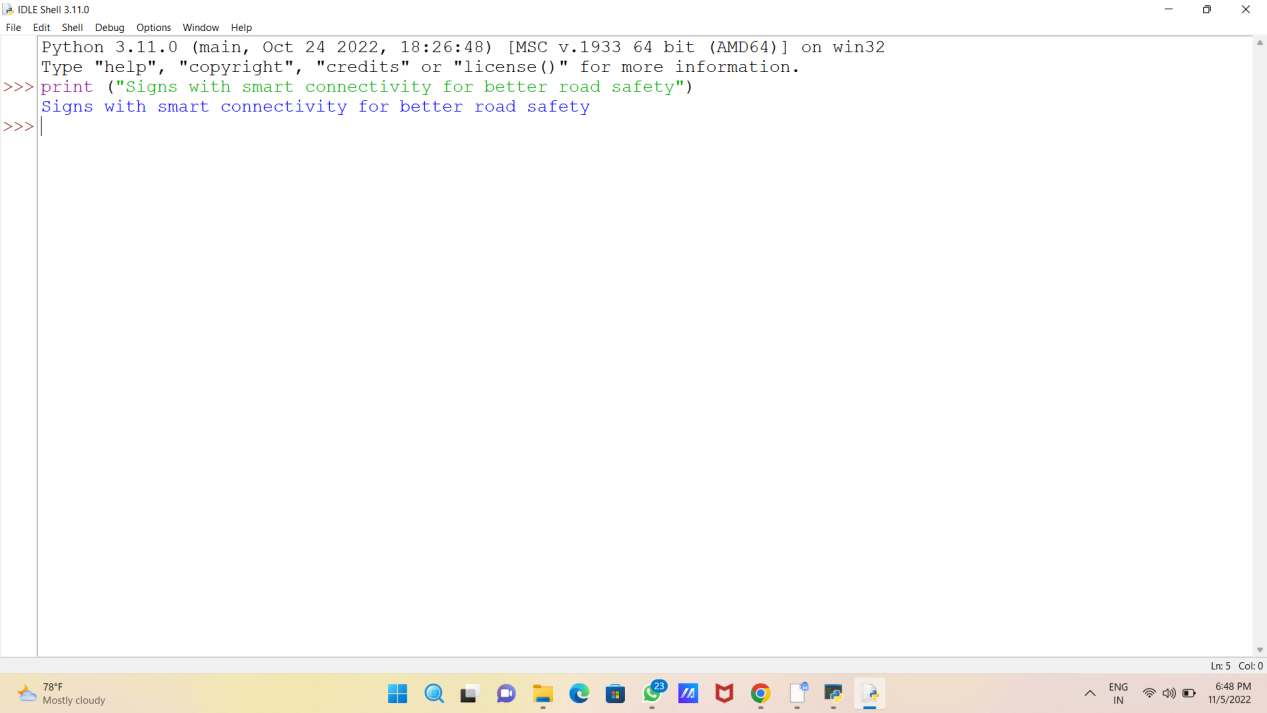 IDLE Shell 3.11.0
File Edit Shell Debug Options Window Help
Python 3.11.0 (main, Oct 24 2022, 18:26:48) [MSC v.1933 64 bit (AMD64)] on win32
Type "help", "copyright", "credits" or "license()" for more information.
>>> print ("Signs with smart connectivity for better road safety")
Signs with smart connectivity for better road safety
>>>
Ln: 5 Col: 0
78°F
Mostly cloudy
23
ENG
IN
6:48 PM
11/5/2022